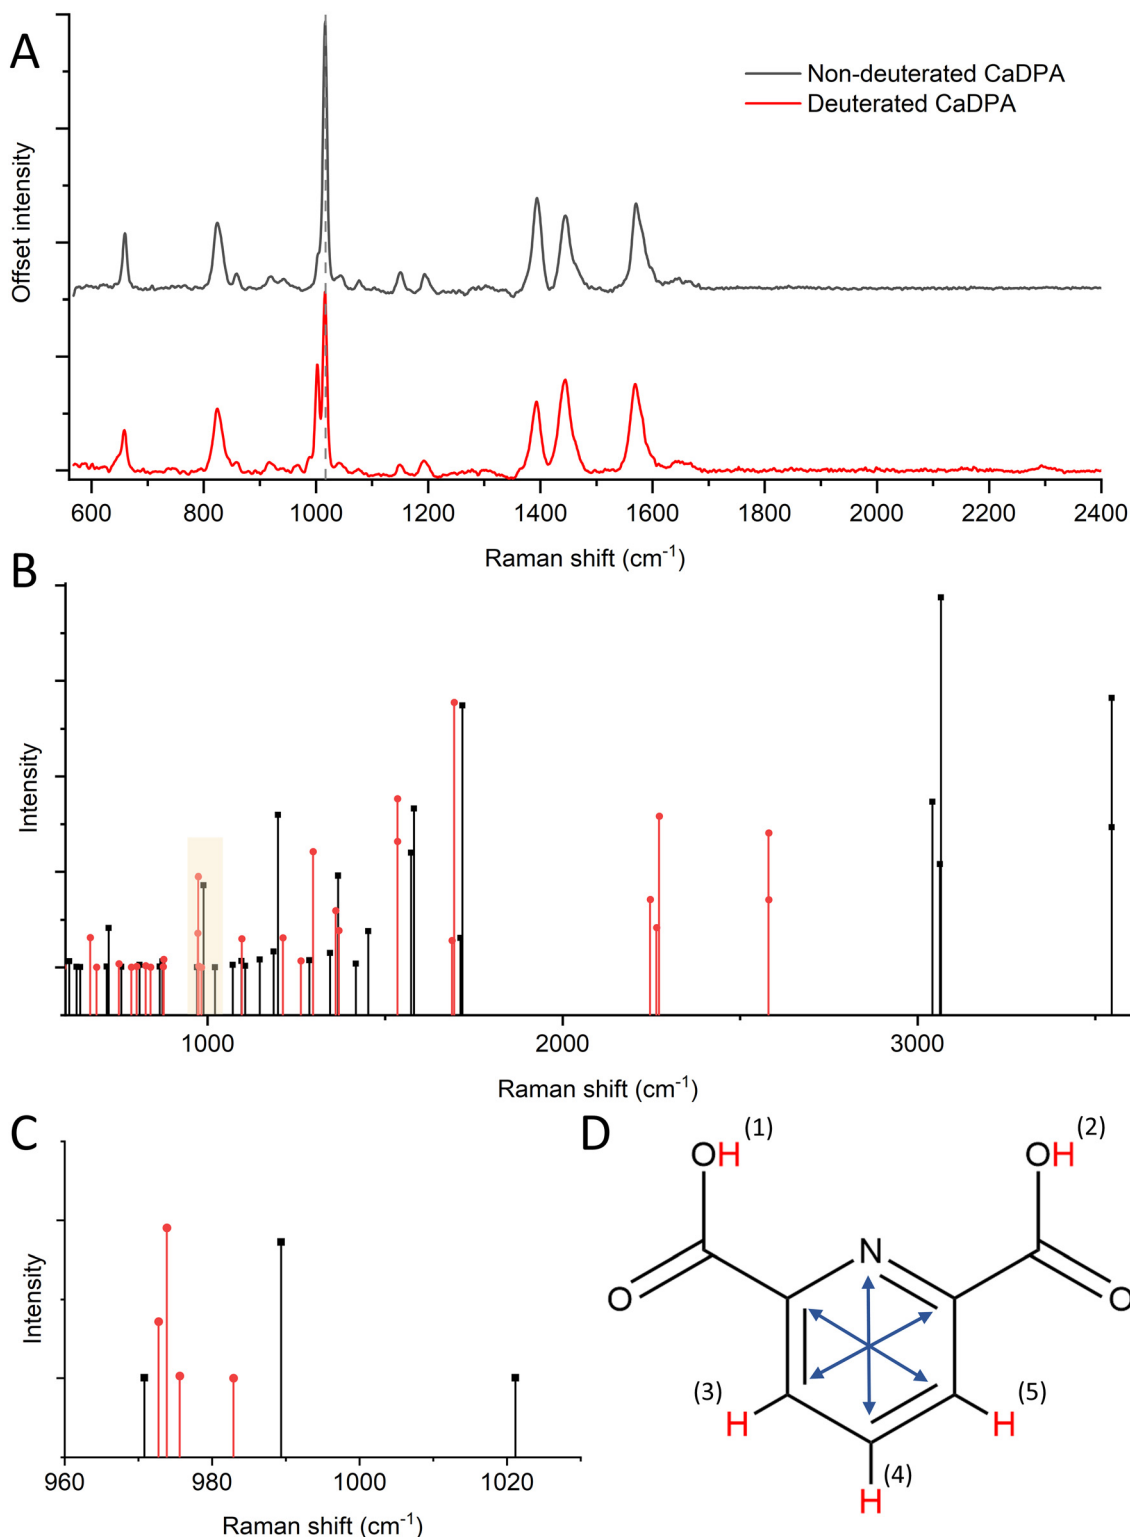 A
Non-deuterated CaDPA
Deuterated CaDPA
Offset intensity
600 800 1000 1200 1400 1600 1800 2000 2200 2400
Raman shift (cm⁻¹)
B
Intensity
1000 2000 3000
Raman shift (cm⁻¹)
C
Intensity
960 980 1000 1020
Raman shift (cm⁻¹)
D
(1) (2)
OH OH
N
O O
(3) (5)
H H
(4)
H